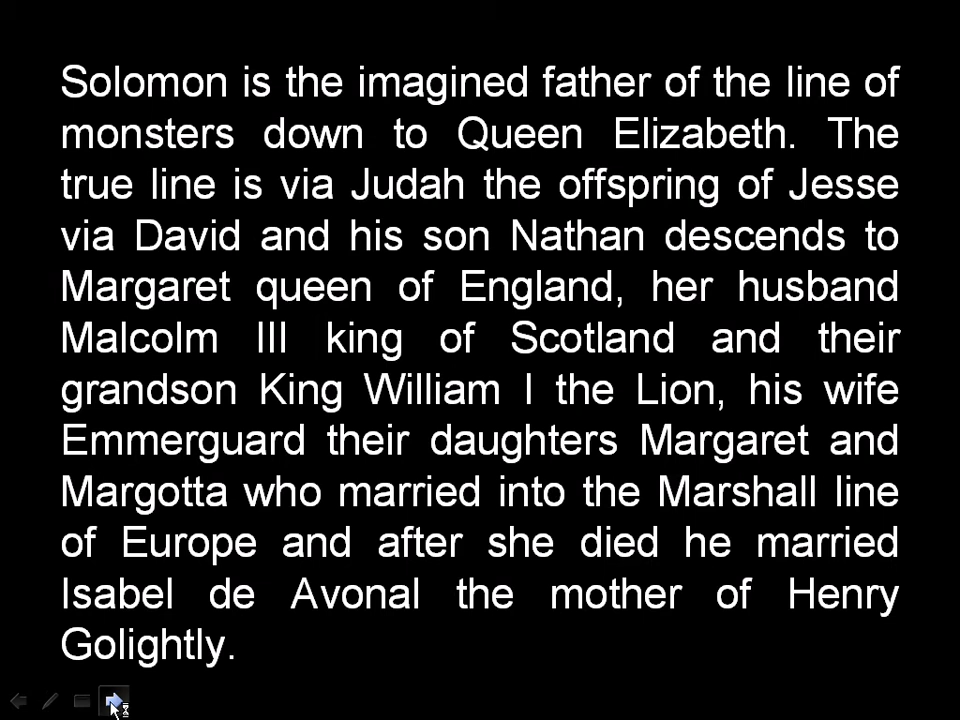 Solomon is the imagined father of the line of
monsters down to Queen Elizabeth. The
true line is via Judah the offspring of Jesse
via David and his son Nathan descends to
Margaret queen of England, her husband
Malcolm III king of Scotland and their
grandson King William I the Lion, his wife
Emmerguard their daughters Margaret and
Margotta who married into the Marshall line
of Europe and after she died he married
Isabel de Avonal the mother of Henry
Golightly.